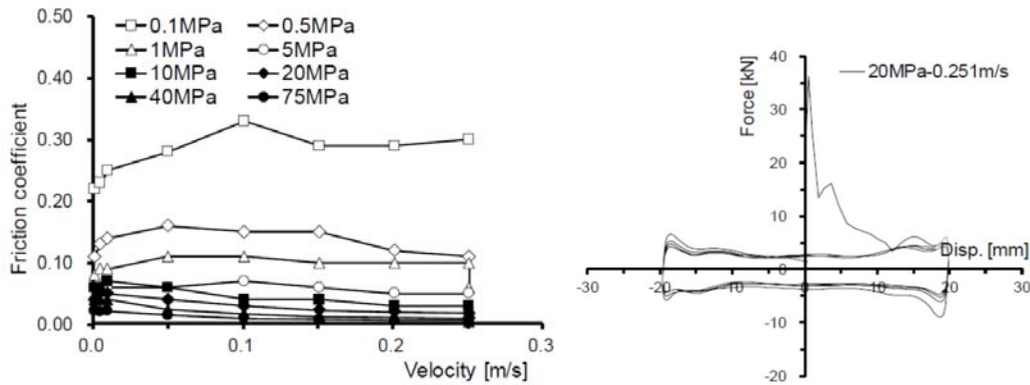 0.50
0.40
0.30
0.20
0.10
0.00
Friction coefficient
0.1MPa 0.5MPa
1MPa 5MPa
10MPa 20MPa
40MPa 75MPa
0.0 0.1 0.2 0.3
Velocity [m/s]
40
30
20
10
0
-10
-20
Force [kN]
20MPa-0.251m/s
Disp. [mm]
-30 -20 -10 0 10 20 30